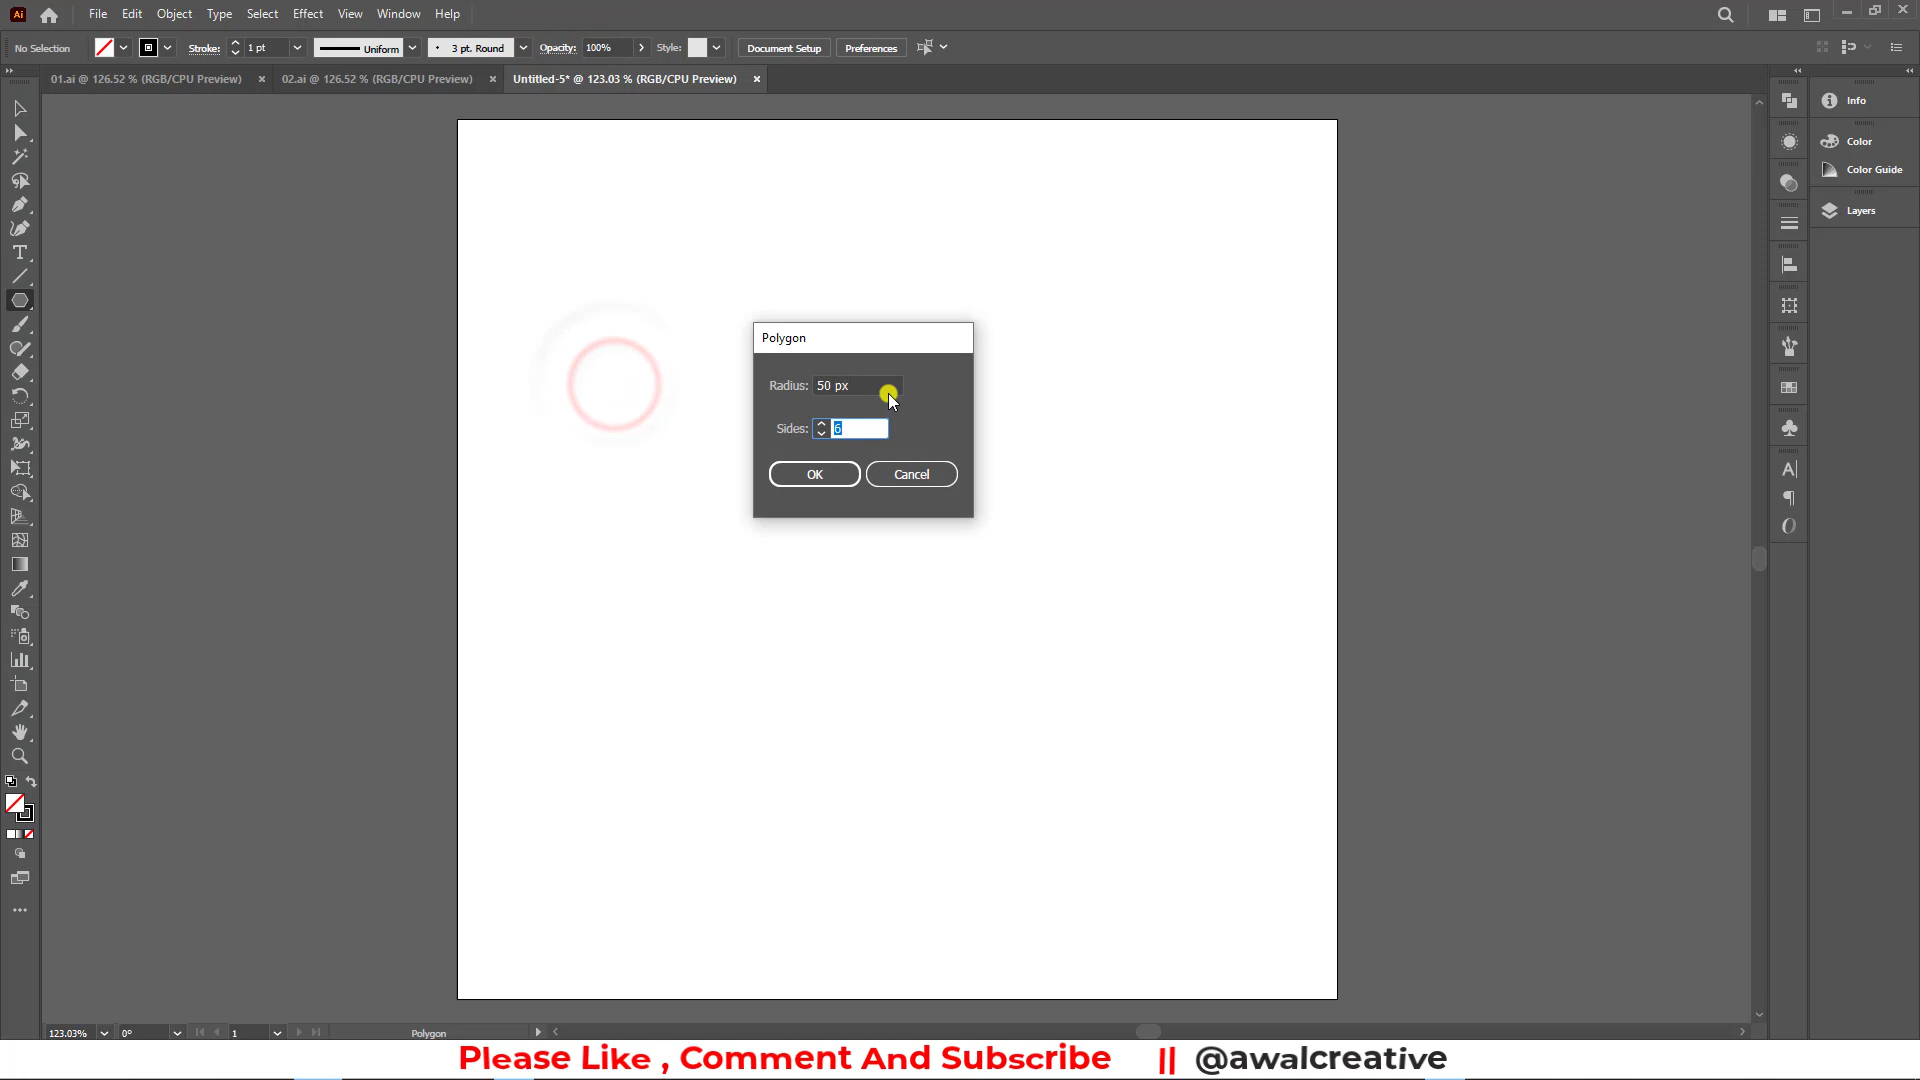 Ai File Edit Object Type Select Effect View Window Help
No Selection Stroke: 1 pt Uniform 3 pt. Round Opacity: 100% Style: Document Setup Preferences
01.ai @ 126.52 % (RGB/CPU Preview) × 02.ai @ 126.52 % (RGB/CPU Preview) × Untitled-5* @ 123.03 % (RGB/CPU Preview) ×
Info
Color
Color Guide
Layers
Polygon
Radius: 50 px
Sides: 6
OK Cancel
123.03% 0° 1 Polygon
Please Like , Comment And Subscribe || @awalcreative